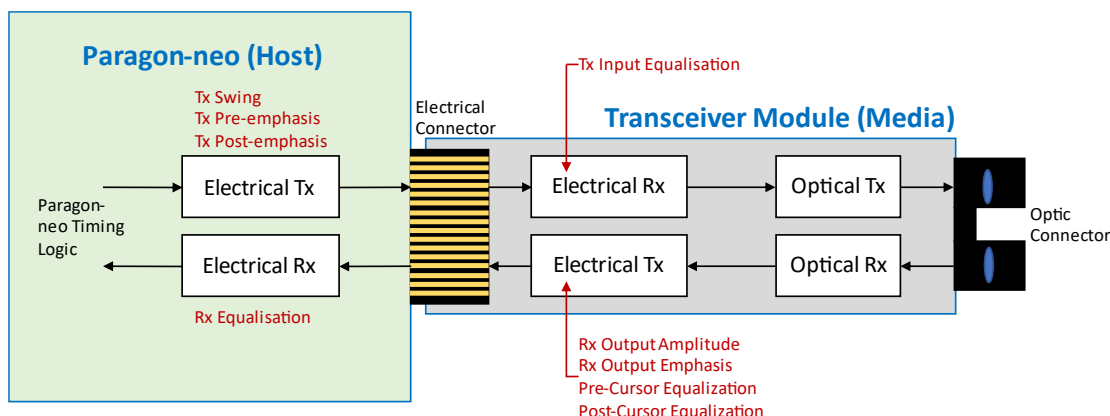 Paragon-neo (Host)
Tx Swing
Tx Pre-emphasis
Tx Post-emphasis
Electrical
Connector
Tx Input Equalisation
Transceiver Module (Media)
Electrical Tx
Electrical Rx
Optical Tx
Paragon-
neo Timing
Logic
Optic
Connector
Electrical Rx
Electrical Tx
Optical Rx
Rx Equalisation
Rx Output Amplitude
Rx Output Emphasis
Pre-Cursor Equalization
Post-Cursor Equalization